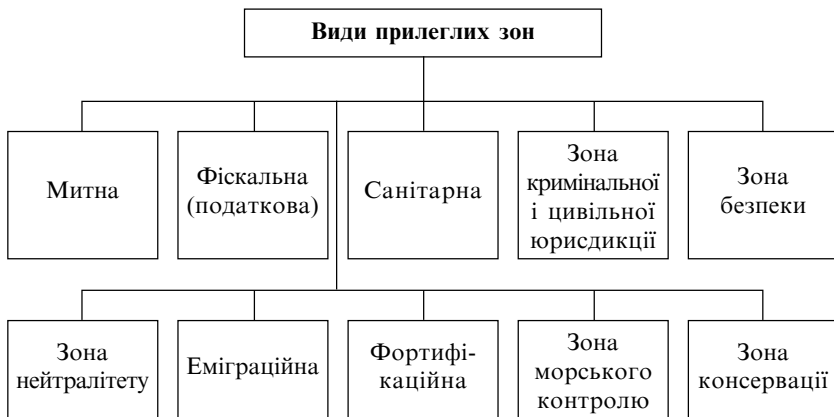 Види прилеглих зон
Митна
Фіскальна
(податкова)
Санітарна
Зона
кримінальної
і цивільної
юрисдикції
Зона
безпеки
Зона
нейтралітету
Еміграційна
Фортифі-
каційна
Зона
морського
контролю
Зона
консервації